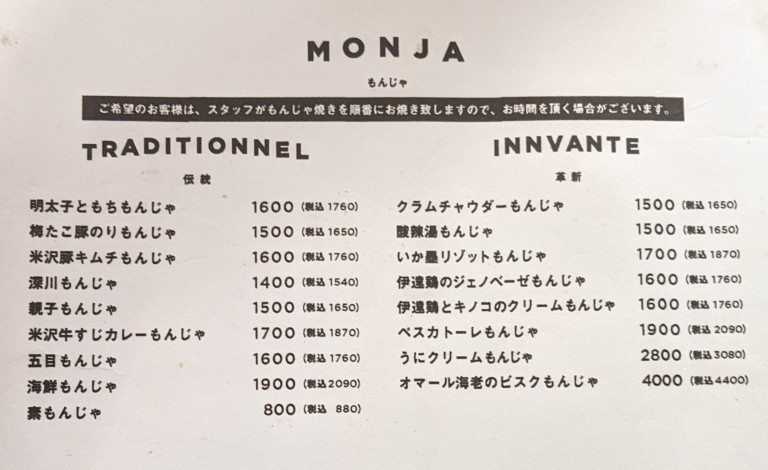 MONJA
もんじゃ
ご希望のお客様は、スタッフがもんじゃ焼きを順番にお焼き致しますので、お時間を頂く場合がございます。
TRADITIONNEL
伝統
明太子ともちもんじゃ 1600 (税込 1760)
梅たこ豚のりもんじゃ 1500 (税込 1650)
米沢豚キムチもんじゃ 1600 (税込 1760)
深川もんじゃ 1400 (税込 1540)
親子もんじゃ 1500 (税込 1650)
米沢牛すじカレーもんじゃ 1700 (税込 1870)
五目もんじゃ 1600 (税込 1760)
海鮮もんじゃ 1900 (税込 2090)
素もんじゃ 800 (税込 880)
INNVANTE
革新
クラムチャウダーもんじゃ 1500 (税込 1650)
酸辣湯もんじゃ 1500 (税込 1650)
いか墨リゾットもんじゃ 1700 (税込 1870)
伊達鶏のジェノベーゼもんじゃ 1600 (税込 1760)
伊達鶏とキノコのクリームもんじゃ 1600 (税込 1760)
ペスカトーレもんじゃ 1900 (税込 2090)
うにクリームもんじゃ 2800 (税込 3080)
オマール海老のビスクもんじゃ 4000 (税込 4400)